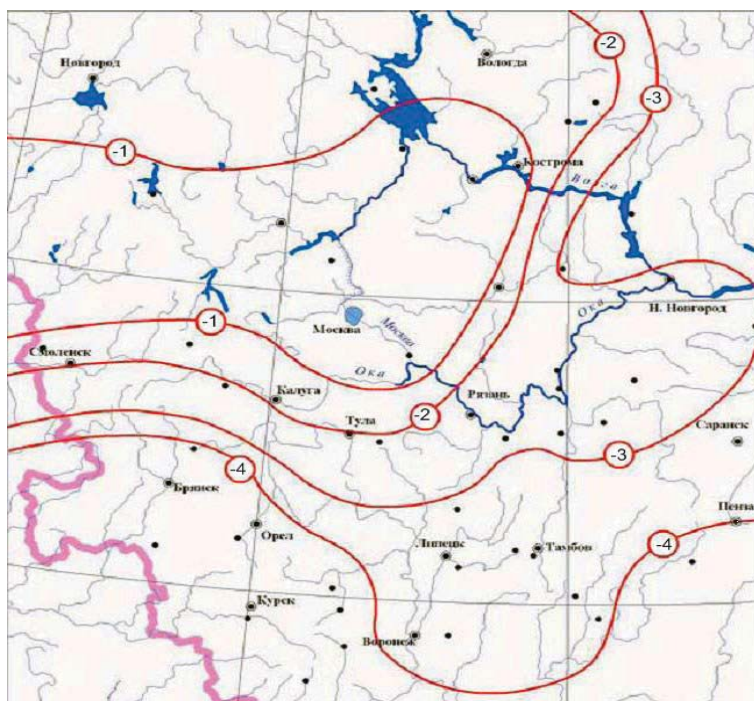 -2
Новгород
Вологда
-3
-1
Кострома
Волга
Ока
Н. Новгород
-1
Москва
Москва
Смоленск
Ока
Калуга
Рязань
-2
Тула
Саранск
-3
-4
Брянск
Пенза
Орел
Липецк
Тамбов
-4
Курск
Воронеж